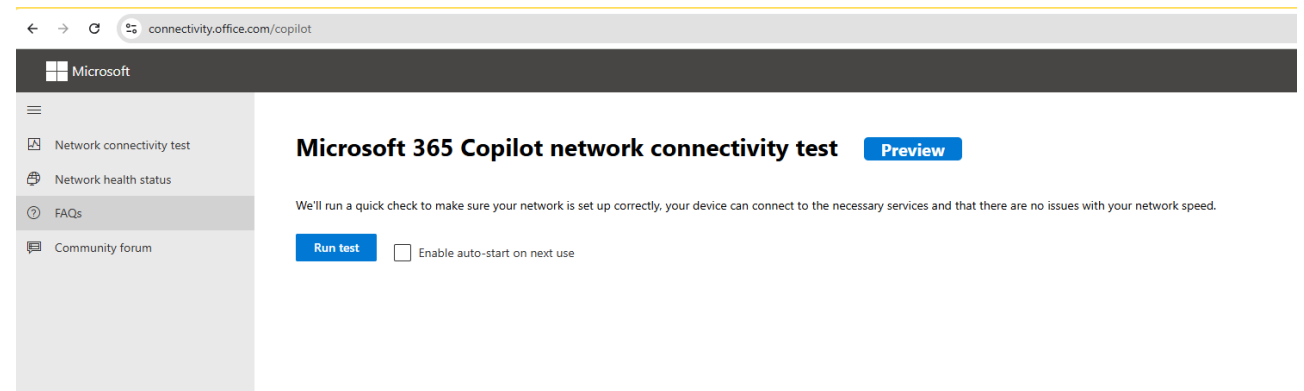 connectivity.office.com/copilot
Microsoft
Network connectivity test
Network health status
FAQs
Community forum
Microsoft 365 Copilot network connectivity test Preview
We'll run a quick check to make sure your network is set up correctly, your device can connect to the necessary services and that there are no issues with your network speed.
Run test Enable auto-start on next use